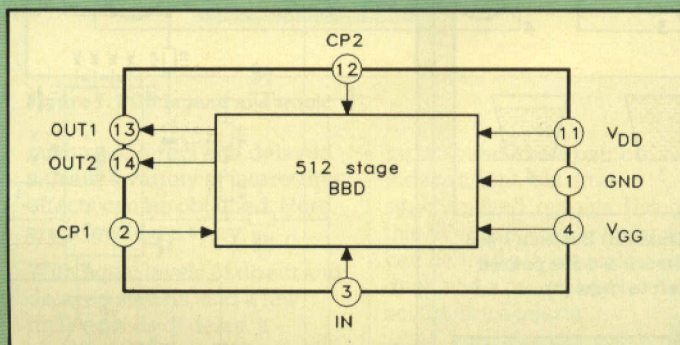 CP2
12
OUT1 13
OUT2 14
CP1 2
512 stage
BBD
11 VDD
1 GND
4 VGG
3
IN